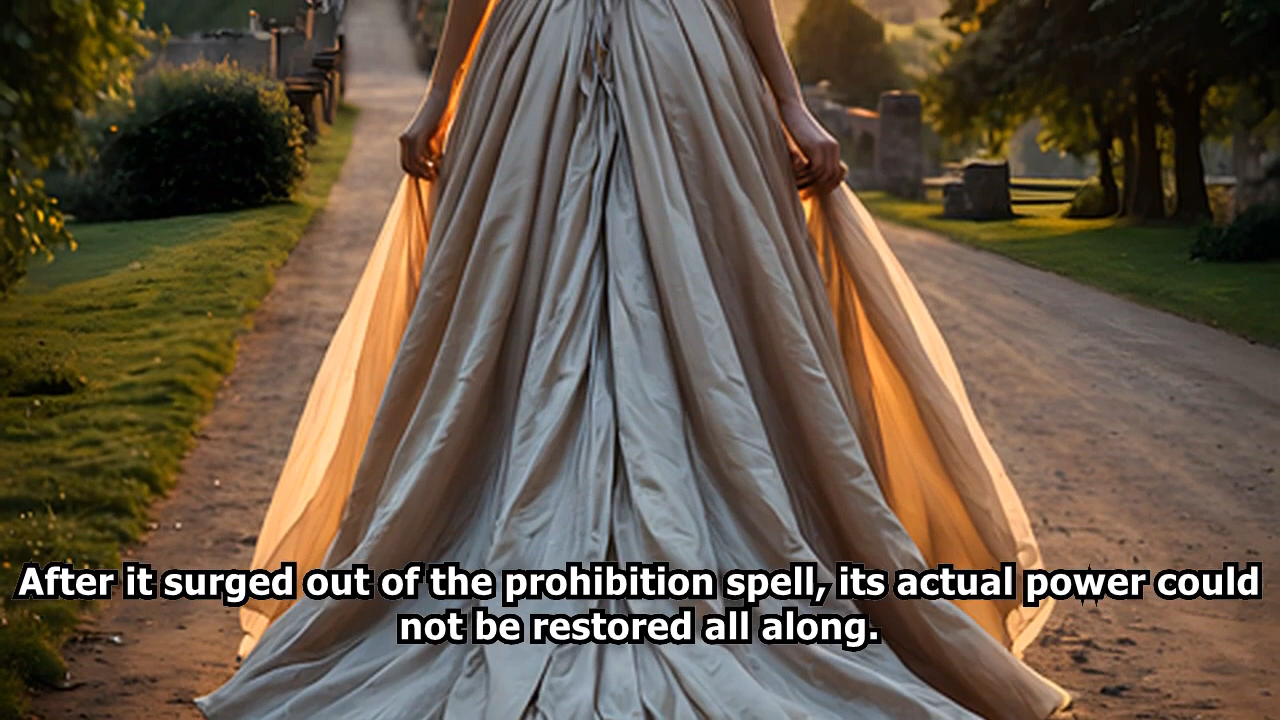 After it surged out of the prohibition spell, its actual power could
not be restored all along.